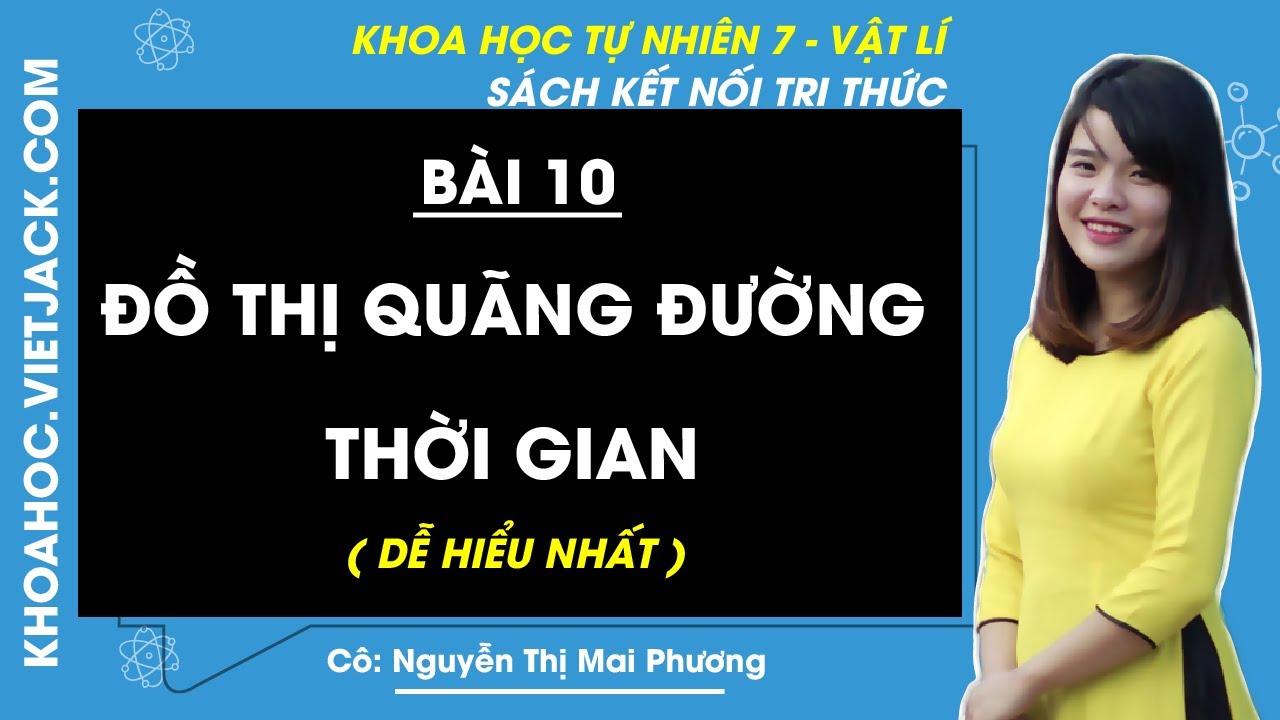 KHOA HỌC TỰ NHIÊN 7 - VẬT LÍ
SÁCH KẾT NỐI TRI THỨC
KHOAHOC.VIETJACK.COM
BÀI 10
ĐỒ THỊ QUÃNG ĐƯỜNG
THỜI GIAN
( DỄ HIỂU NHẤT )
Cô: Nguyễn Thị Mai Phương